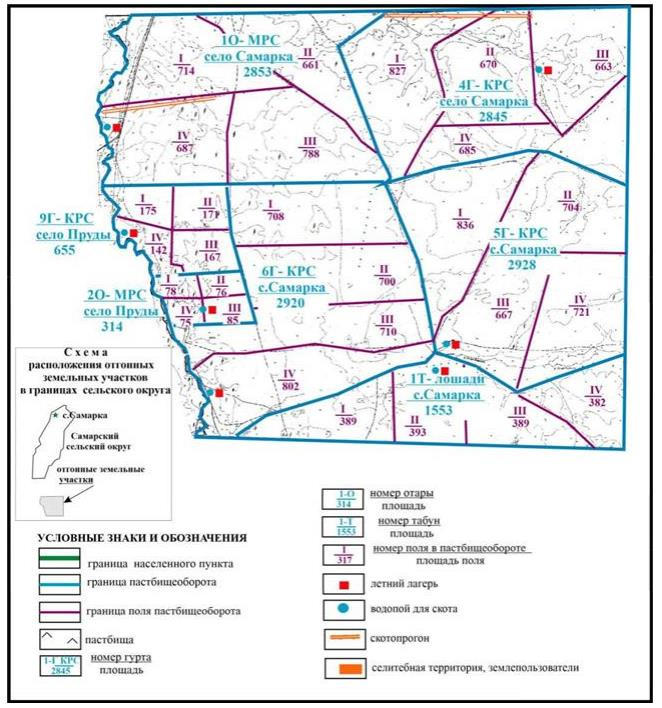 I
714
1О- МРС
село Самарка
2853
II
661
I
827
II
670
III
663
4Г- КРС
село Самарка
2845
IV
687
III
788
IV
685
I
175
II
171
I
708
I
836
II
704
9Г- КРС
село Пруды
655
IV
142
III
167
5Г- КРС
с.Самарка
2928
6Г- КРС
с.Самарка
2920
II
700
I
78
II
76
2О- МРС
село Пруды
314
IV
75
III
85
III
710
III
667
IV
721
IV
802
1Т- лошади
с.Самарка
1553
I
389
II
393
III
389
IV
382
Схема
расположения отгонных
земельных участков
в границах сельского округа
с.Самарка
Самарский
сельский округ
отгонные земельные
участки
УСЛОВНЫЕ ЗНАКИ И ОБОЗНАЧЕНИЯ
граница населенного пункта
граница пастбищеоборота
граница поля пастбищеоборота
пастбища
1-Г КРС
2845
номер гурта
площадь
1-О
314
номер отары
площадь
1-Т
1553
номер табун
площадь
I
317
номер поля в пастбищеобороте
площадь поля
летний лагерь
водопой для скота
скотопрогон
селитебная территория, землепользователи